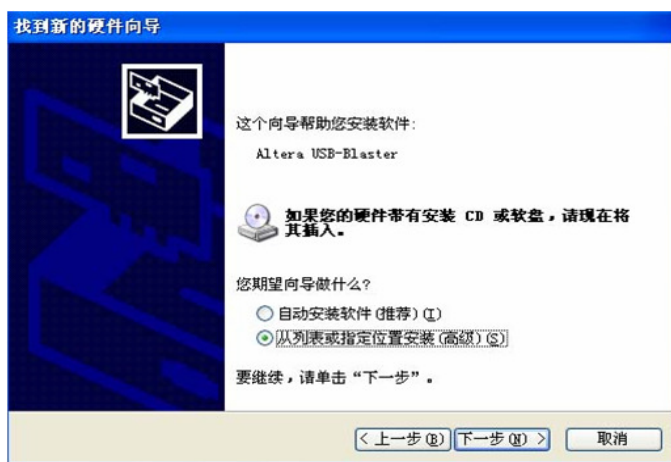 找到新的硬件向导
这个向导帮助您安装软件:
Altera USB-Blaster
如果您的硬件带有安装 CD 或软盘，请现在将
其插入。
您期望向导做什么?
自动安装软件(推荐)(I)
从列表或指定位置安装(高级)(S)
要继续，请单击“下一步”。
< 上一步(B) 下一步(N) > 取消